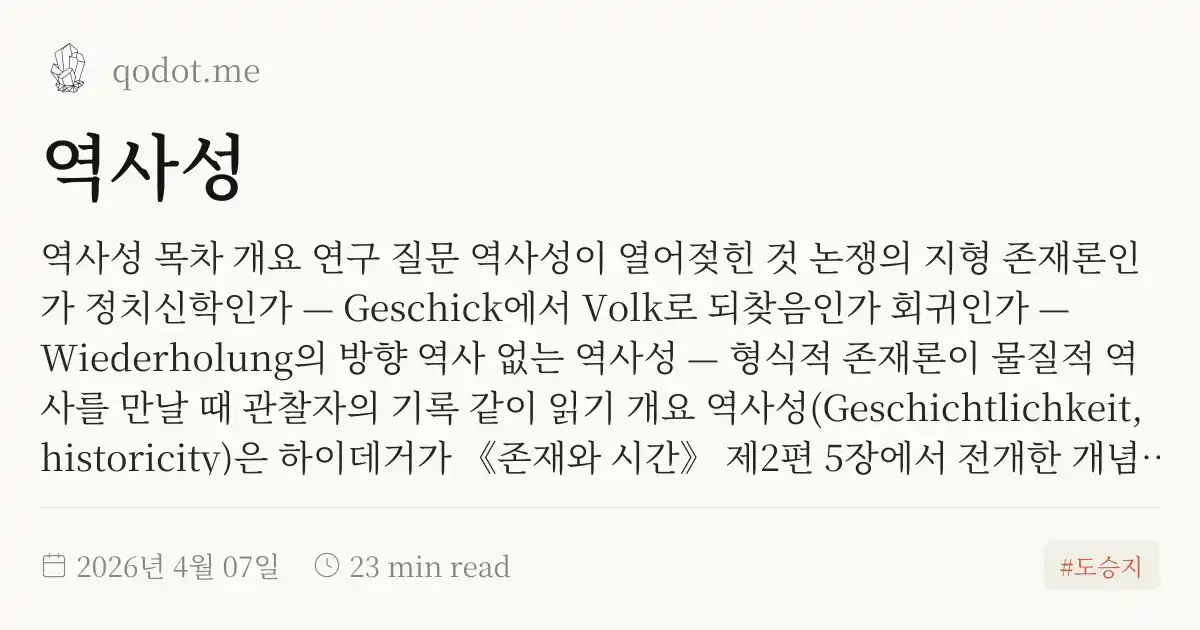 qodot.me
역사성
역사성 목차 개요 연구 질문 역사성이 열어젖힌 것 논쟁의 지형 존재론인
가 정치신학인가 — Geschick에서 Volk로 되찾음인가 회귀인가 —
Wiederholung의 방향 역사 없는 역사성 — 형식적 존재론이 물질적 역
사를 만날 때 관찰자의 기록 같이 읽기 개요 역사성(Geschichtlichkeit,
historicity)은 하이데거가 《존재와 시간》 제2편 5장에서 전개한 개념··
2026년 4월 07일
23 min read
#도승지